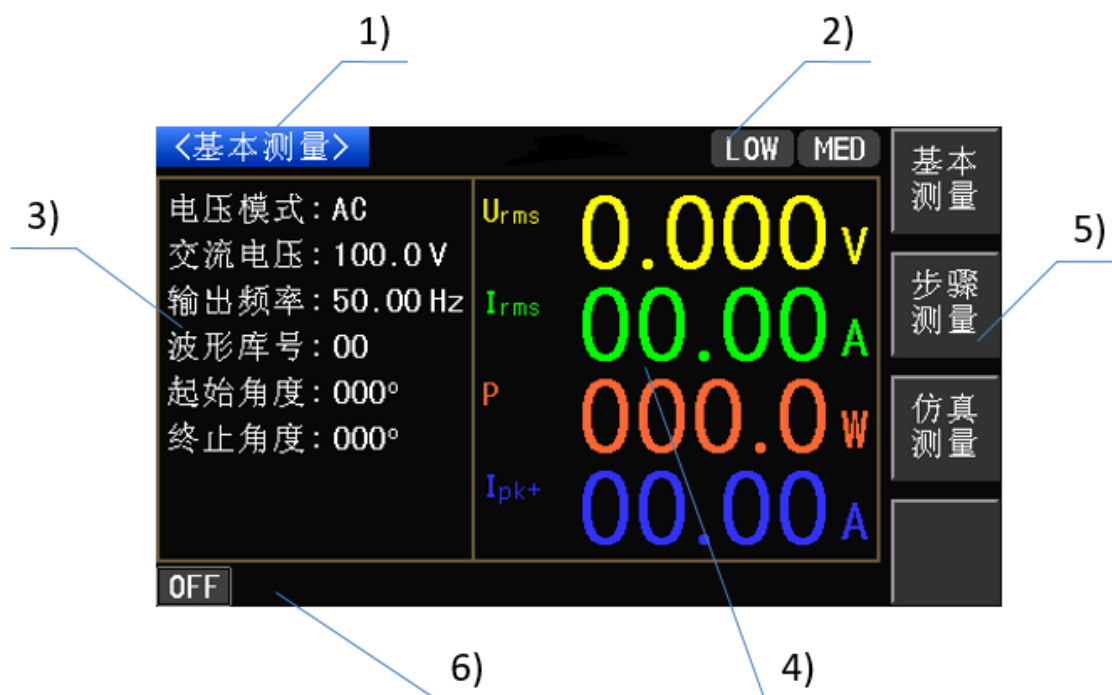 1)
2)
<基本测量>
LOW MED
基本
测量
3)
电压模式:AC
交流电压:100.0V
输出频率:50.00Hz
波形库号:00
起始角度:000°
终止角度:000°
Urms 0.000 V
Irms 00.00 A
P 000.0 W
Ipk+ 00.00 A
5)
步骤
测量
仿真
测量
OFF
6)
4)